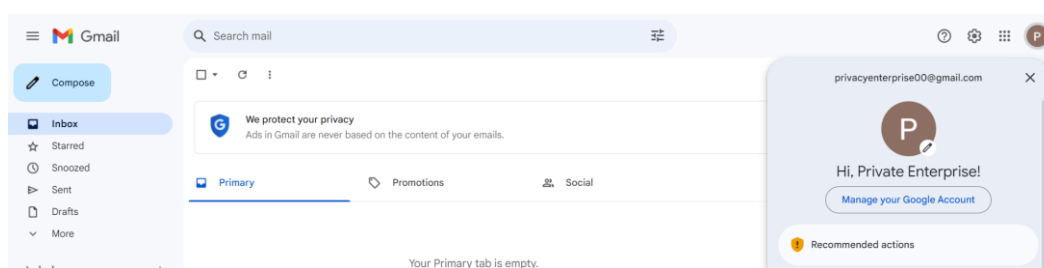 Gmail
Search mail
P
Compose
privacyenterprise00@gmail.com
Inbox
We protect your privacy
Ads in Gmail are never based on the content of your emails.
P
Starred
Snoozed
Hi, Private Enterprise!
Primary
Promotions
Social
Sent
Manage your Google Account
Drafts
More
Recommended actions
Your Primary tab is empty.